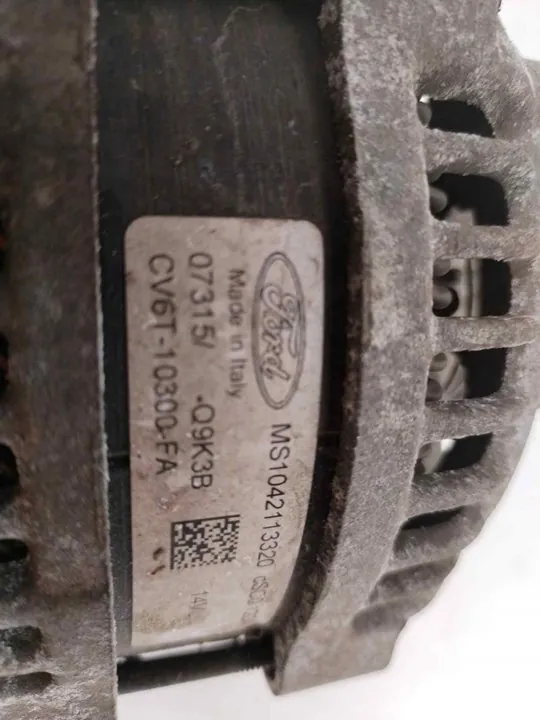 Ford MS1042113320
Made in Italy
07315/ -Q9K3B
CV6T-10300-FA
14V